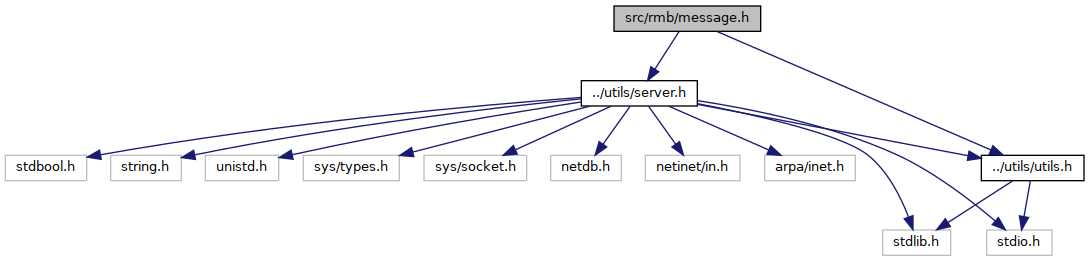 src/rmb/message.h
../utils/server.h
stdbool.h
string.h
unistd.h
sys/types.h
sys/socket.h
netdb.h
netinet/in.h
arpa/inet.h
../utils/utils.h
stdlib.h
stdio.h